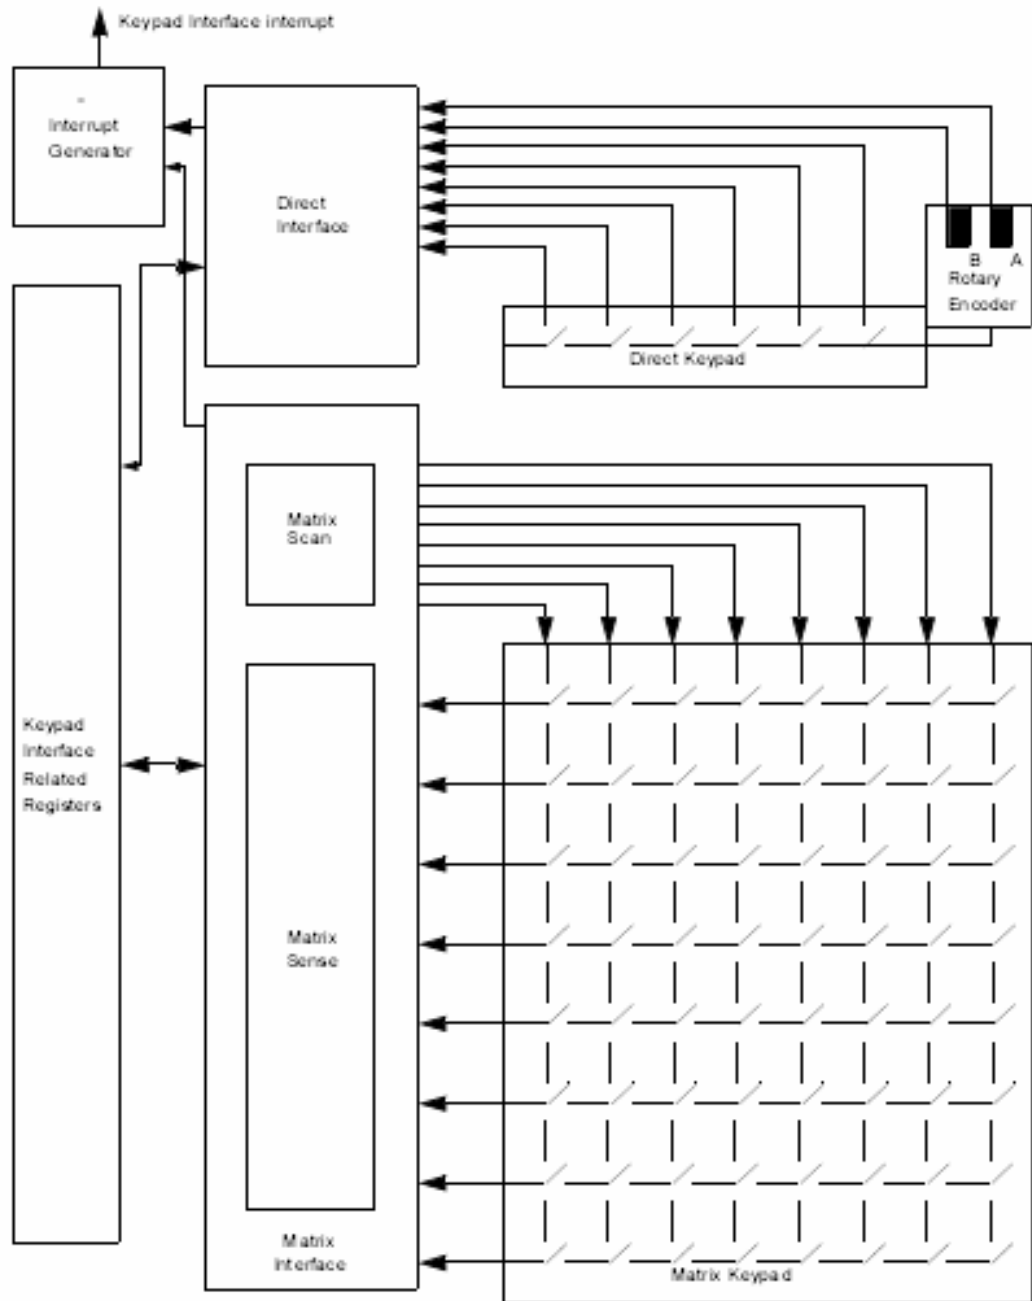 Keypad Interface interrupt
-
Interrupt
Generator
Direct
Interface
B A
Rotary
Encoder
Direct Keypad
Matrix
Scan
Keypad
Interface
Related
Registers
Matrix
Sense
Matrix
Interface
Matrix Keypad